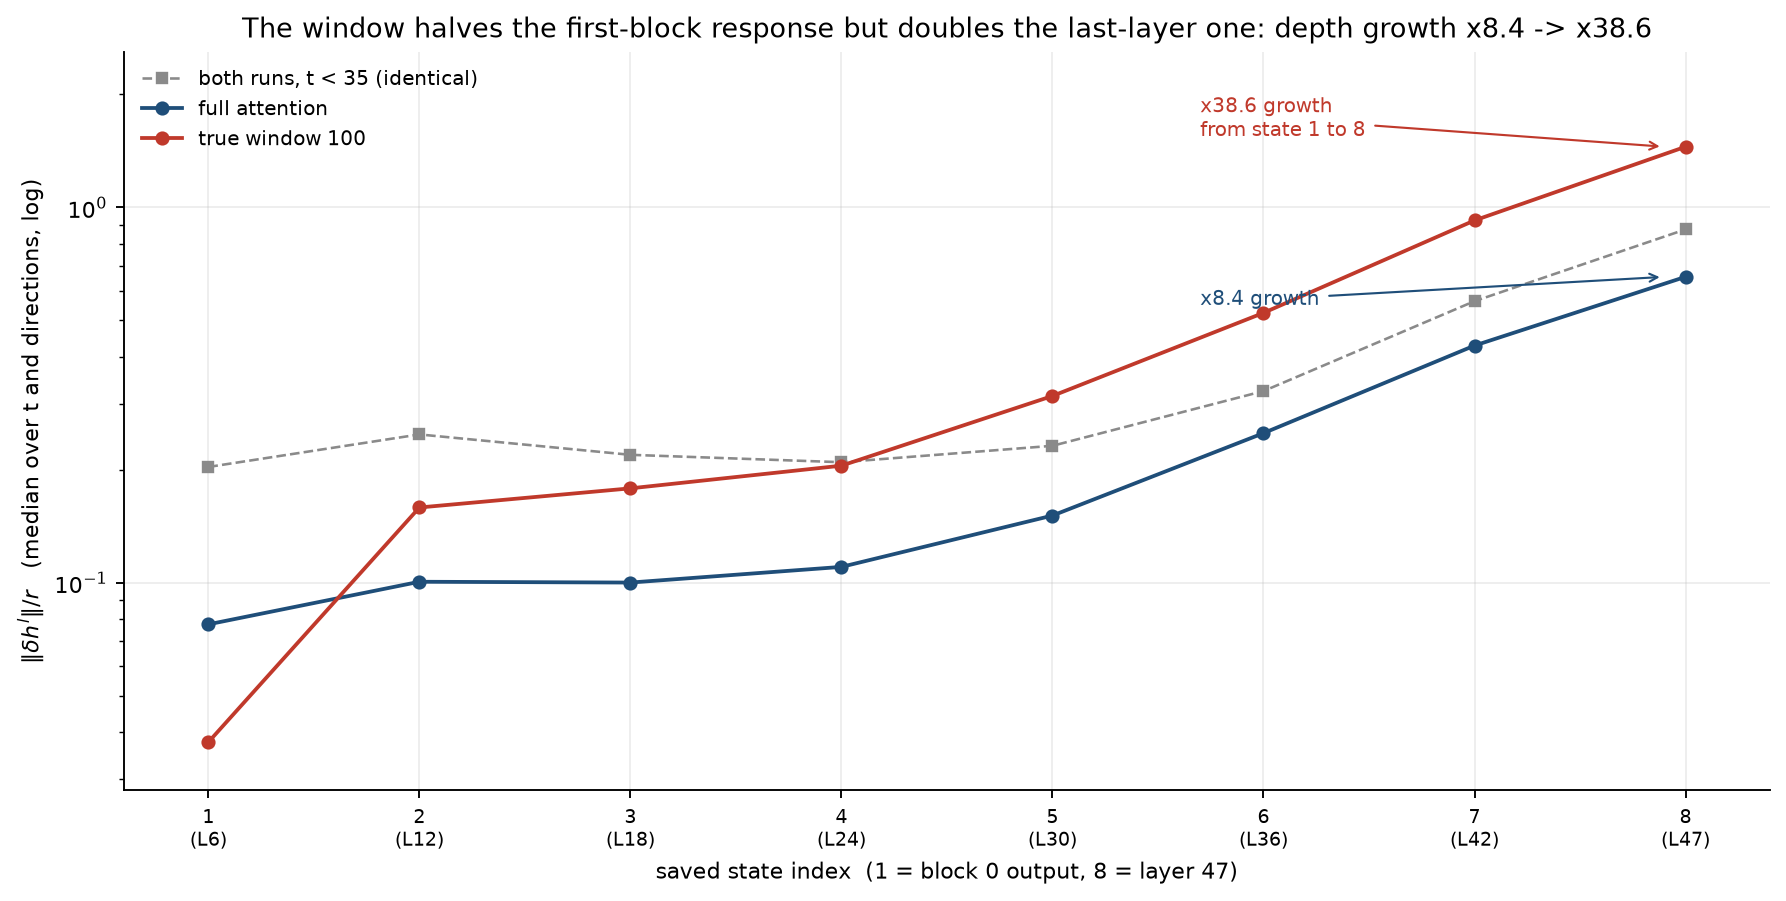 The window halves the first-block response but doubles the last-layer one: depth growth x8.4 -> x38.6
both runs, t < 35 (identical)
full attention
true window 100
x38.6 growth
from state 1 to 8
x8.4 growth
10⁰
10⁻¹
‖δhˡ‖/r (median over t and directions, log)
1 2 3 4 5 6 7 8
(L6) (L12) (L18) (L24) (L30) (L36) (L42) (L47)
saved state index (1 = block 0 output, 8 = layer 47)